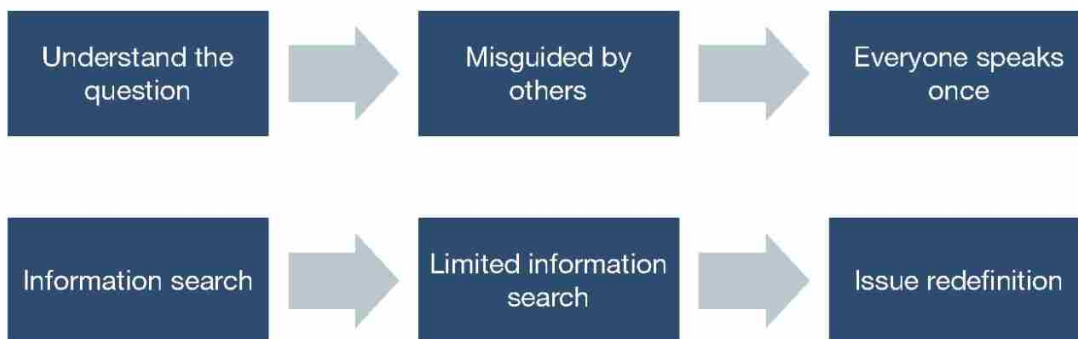 Understand the
question
Misguided by
others
Everyone speaks
once
Information search
Limited information
search
Issue redefinition